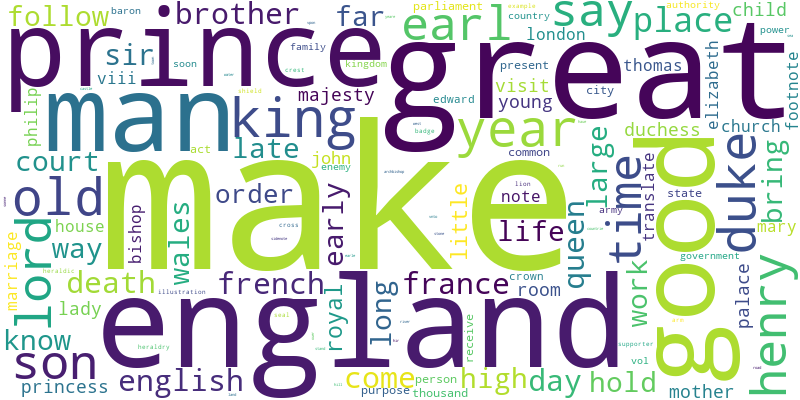 baron
follow
brother
far
parliament
example
country
authority
say
place
child
earl
prince
great
sir
soon
family
kingdom
london
power
viii
present
thomas
majesty
visit
young
city
elizabeth
footnote
philip
man
king
shield
crest
edward
year
badge
large
duchess
church
court
late
act
john
enemy
common
make
good
time
translate
duke
bring
old
order
early
little
lion
note
state
mary
lord
house
bishop
wales
cross
life
queen
army
way
marriage
heraldic
death
french
france
crown
room
government
palace
work
henry
lady
illustration
seal
royal
long
know
england
heraldry
receive
supporter
son
english
come
person
high
day
hold
vol
mother
princess
purpose
thousand
archbishop